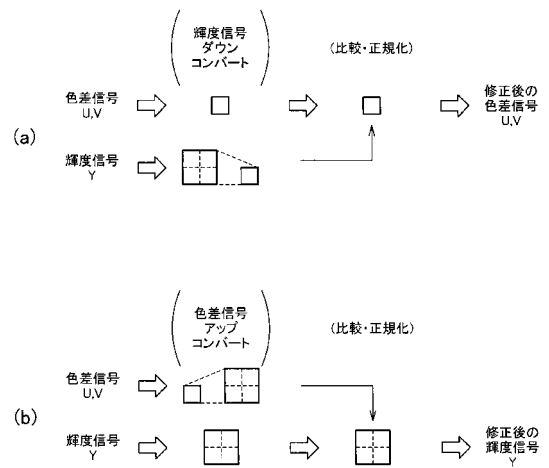 輝度信号
ダウン
コンバート
(比較・正規化)
色差信号
U,V
修正後の
色差信号
U,V
(a)
輝度信号
Y
色差信号
アップ
コンバート
(比較・正規化)
色差信号
U,V
(b)
輝度信号
Y
修正後の
輝度信号
Y